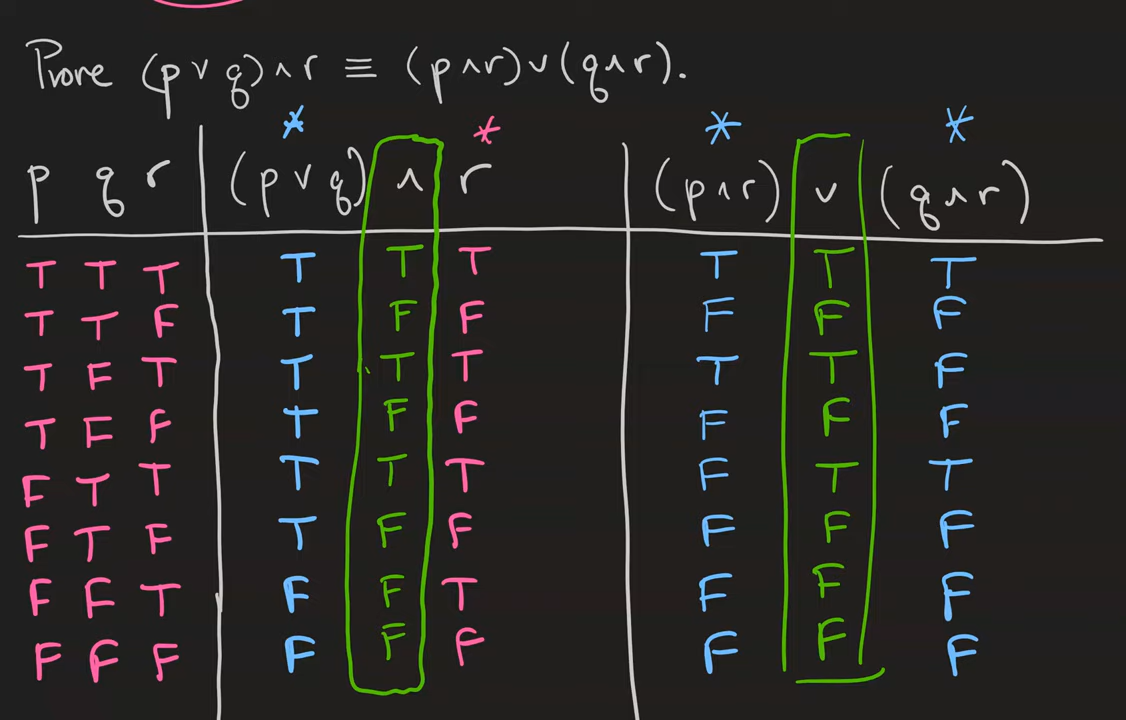 Prove (p ∨ q) ∧ r ≡ (p ∧ r) ∨ (q ∧ r).
* * * *
p q r (p ∨ q) ∧ r (p ∧ r) ∨ (q ∧ r)
T T T T T T T T T
T T F T F F F F F
T F T T T T T T F
T F F T F F F F F
F T T T T T F T T
F T F T F F F F F
F F T F F T F F F
F F F F F F F F F